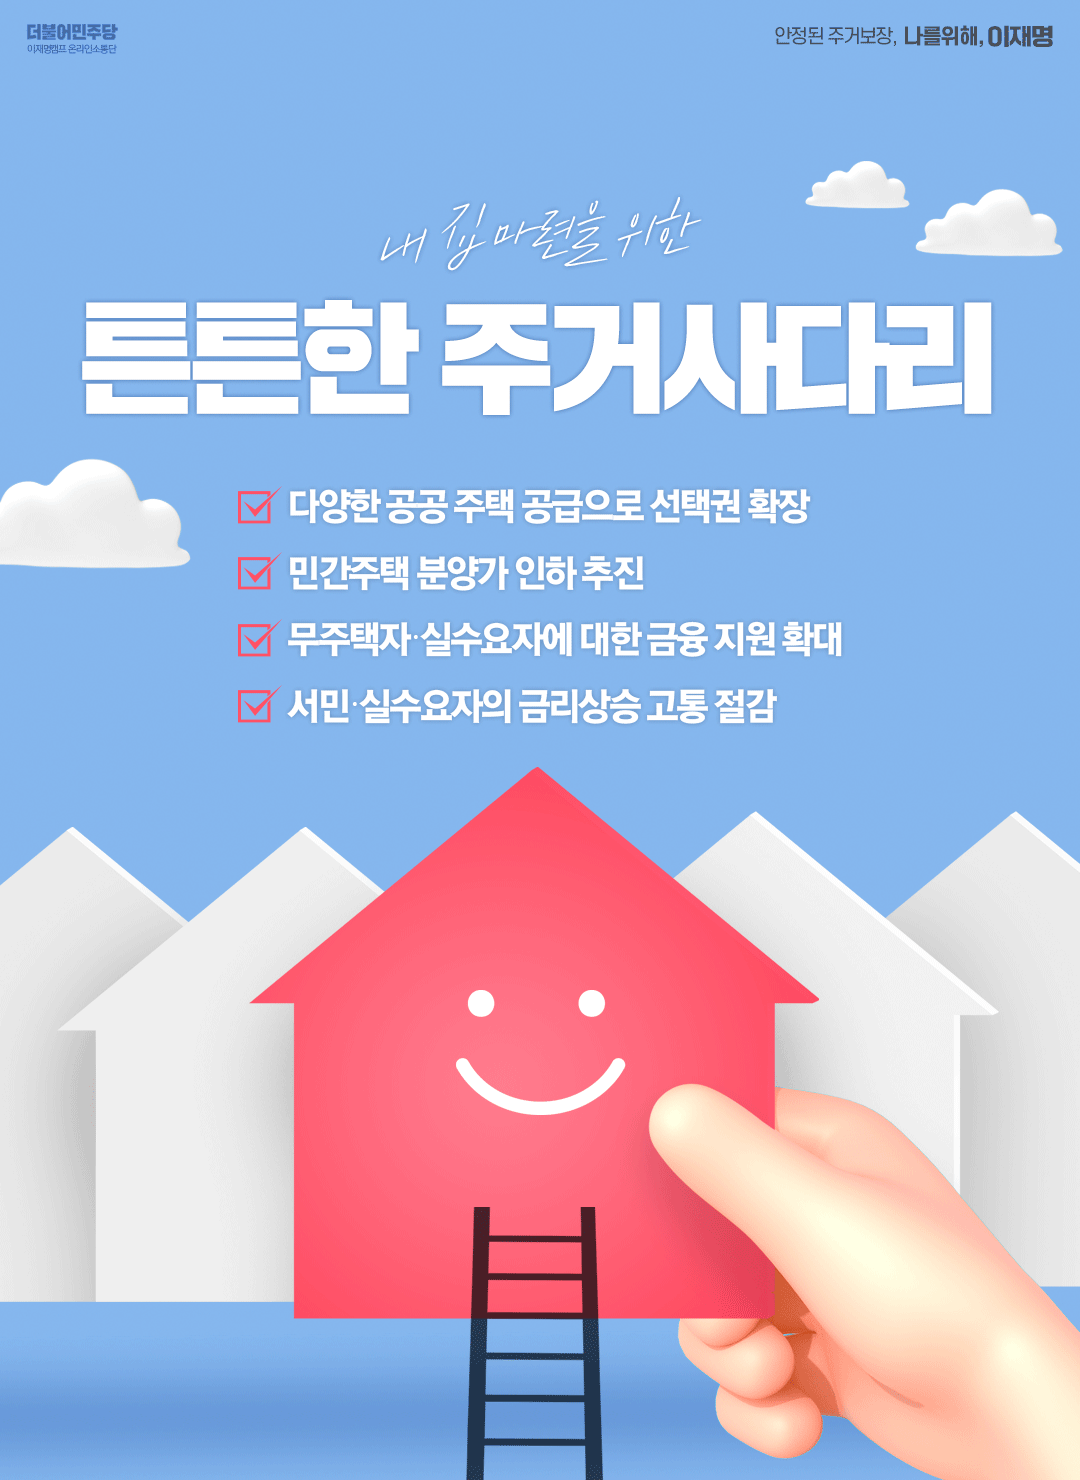 더불어민주당
이재명캠프 온라인소통단
안정된 주거보장, 나를위해, 이재명
내 집 마련을 위한
튼튼한 주거사다리
다양한 공공 주택 공급으로 선택권 확장
민간주택 분양가 인하 추진
무주택자·실수요자에 대한 금융 지원 확대
서민·실수요자의 금리상승 고통 절감